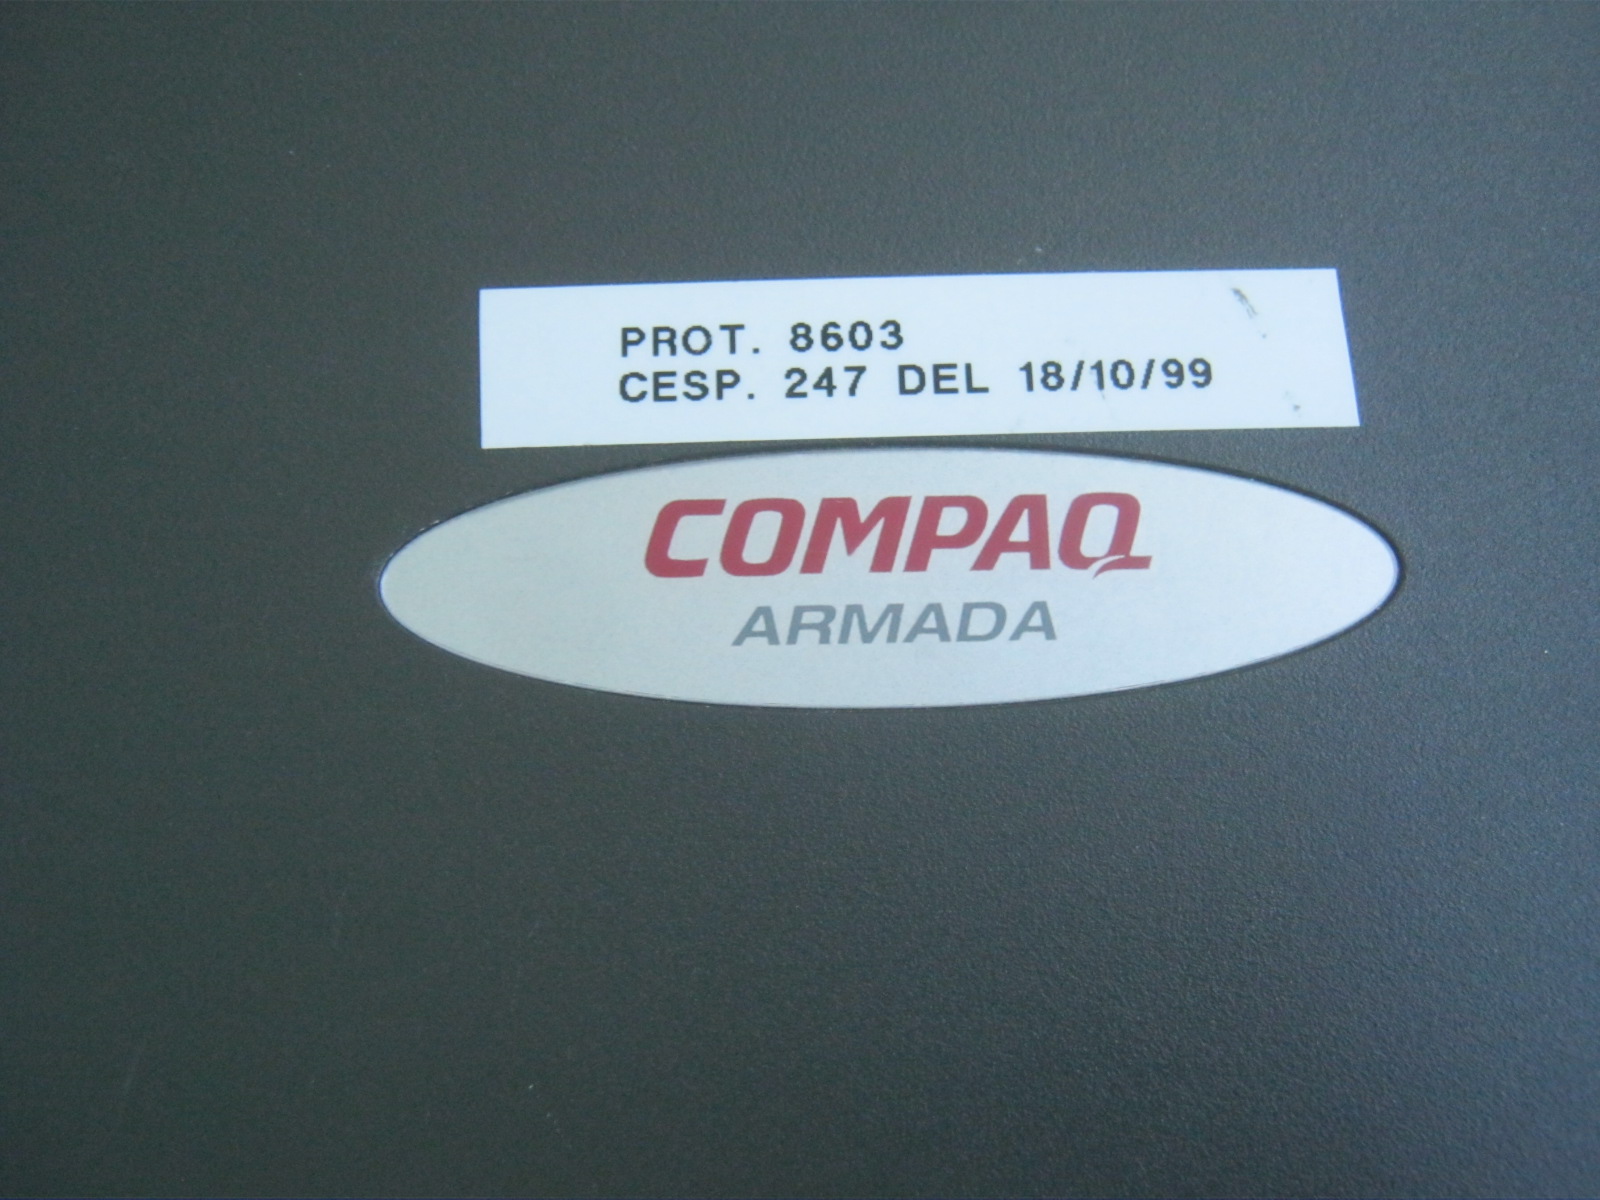 PROT. 8603
CESP. 247 DEL 18/10/99
COMPAQ
ARMADA